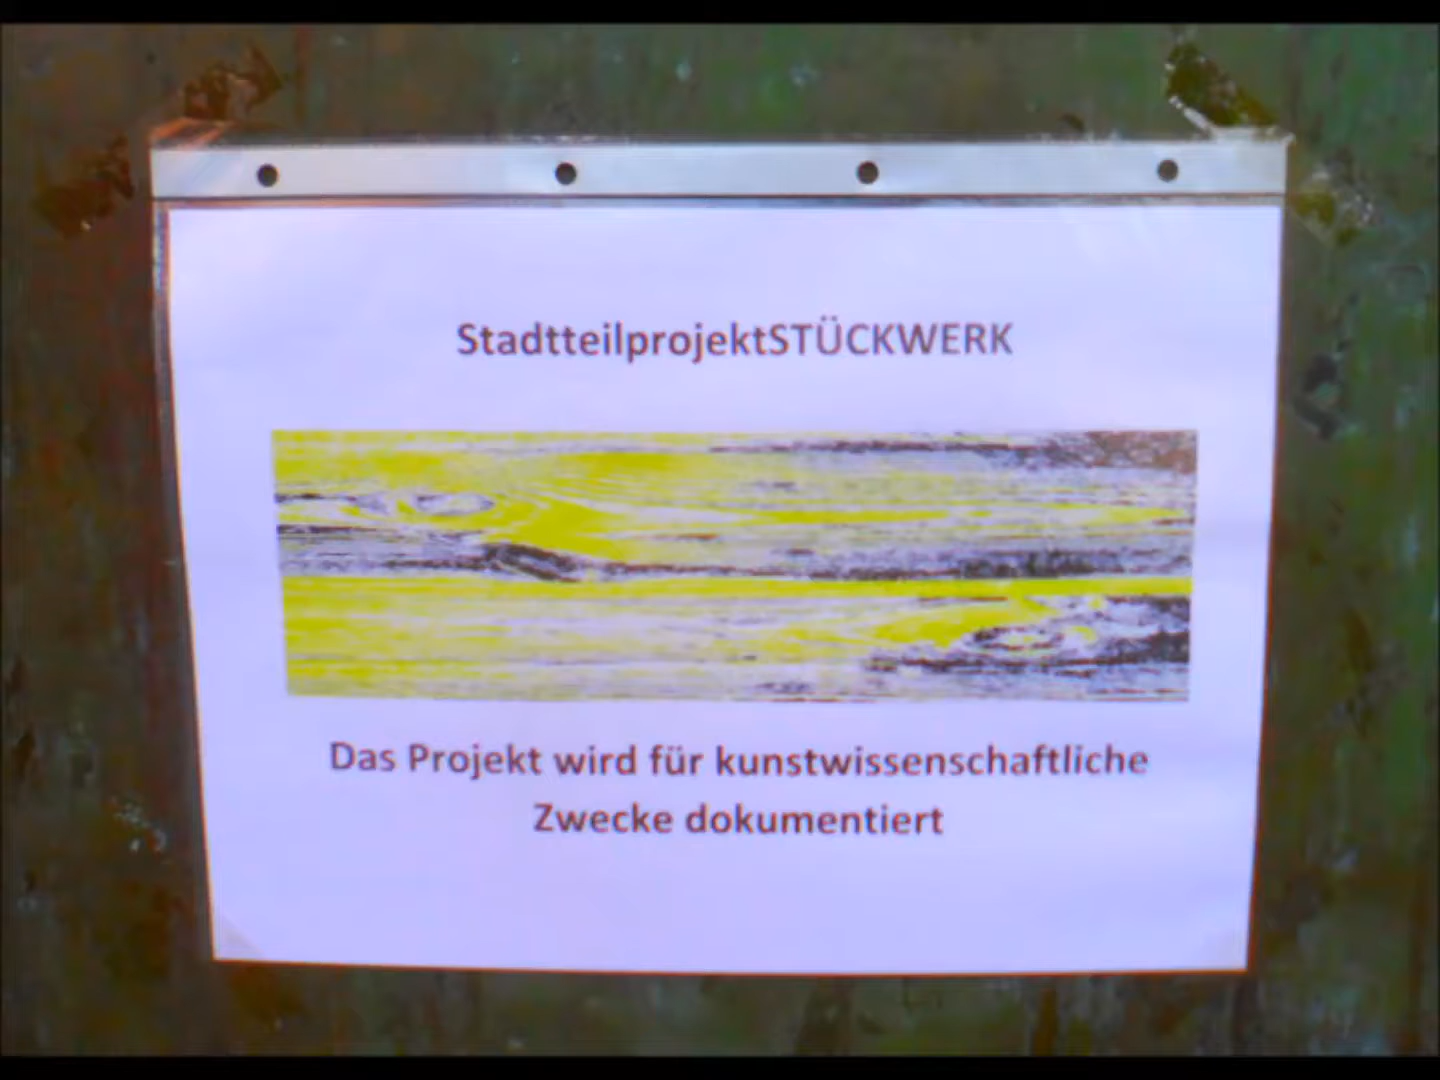 StadtteilprojektSTÜCKWERK
Das Projekt wird für kunstwissenschaftliche
Zwecke dokumentiert